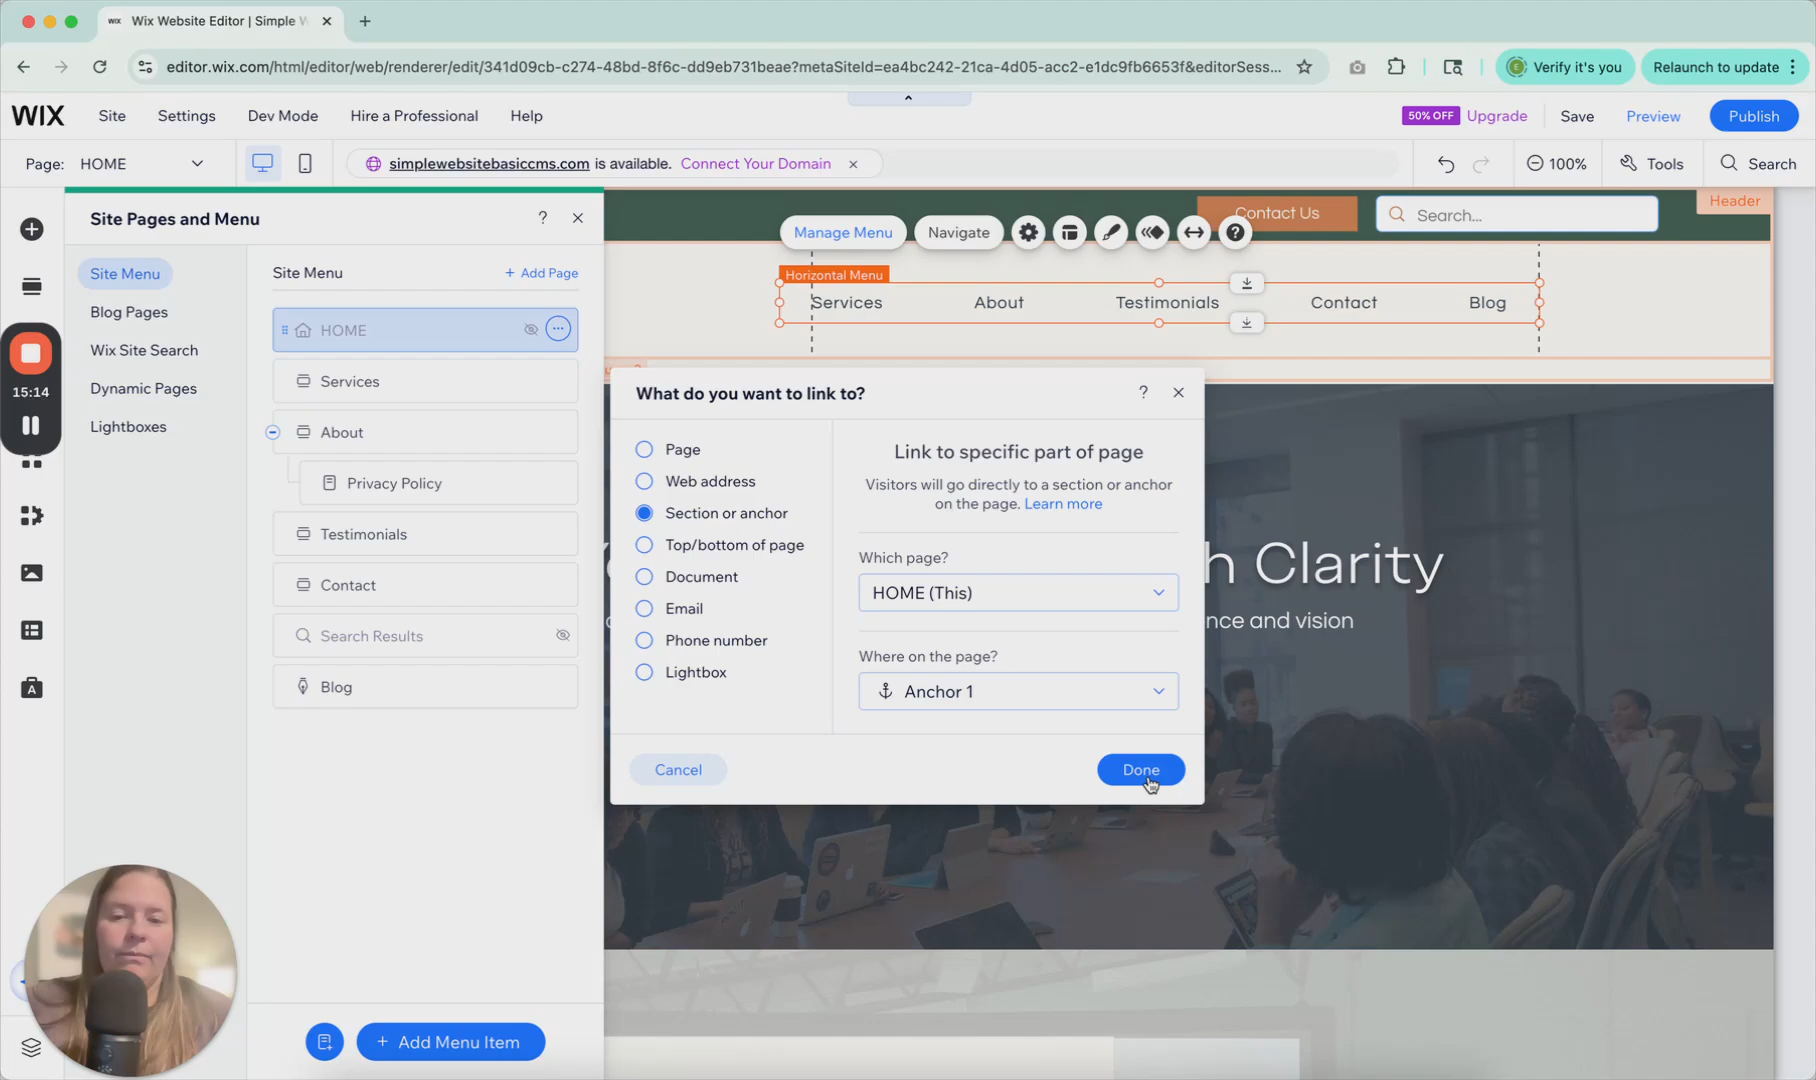 WIX Wix Website Editor | Simple W
editor.wix.com/html/editor/web/renderer/edit/341d09cb-c274-48bd-8f6c-dd9eb731beae?metaSiteId=ea4bc242-21ca-4d05-acc2-e1dc9fb6653f&editorSess...
Verify it's you
Relaunch to update
WIX
Site
Settings
Dev Mode
Hire a Professional
Help
50% OFF
Upgrade
Save
Preview
Publish
Page: HOME
simplewebsitebasiccms.com is available. Connect Your Domain
100%
Tools
Search
Site Pages and Menu
?
Site Menu
Blog Pages
Wix Site Search
Dynamic Pages
Lightboxes
Site Menu
+ Add Page
HOME
Services
About
Privacy Policy
Testimonials
Contact
Search Results
Blog
+ Add Menu Item
15:14
A
Contact Us
Search...
Header
Manage Menu
Navigate
?
Horizontal Menu
Services
About
Testimonials
Contact
Blog
What do you want to link to?
?
Page
Web address
Section or anchor
Top/bottom of page
Document
Email
Phone number
Lightbox
Link to specific part of page
Visitors will go directly to a section or anchor
on the page. Learn more
Which page?
HOME (This)
Where on the page?
Anchor 1
Cancel
Done
h Clarity
nce and vision